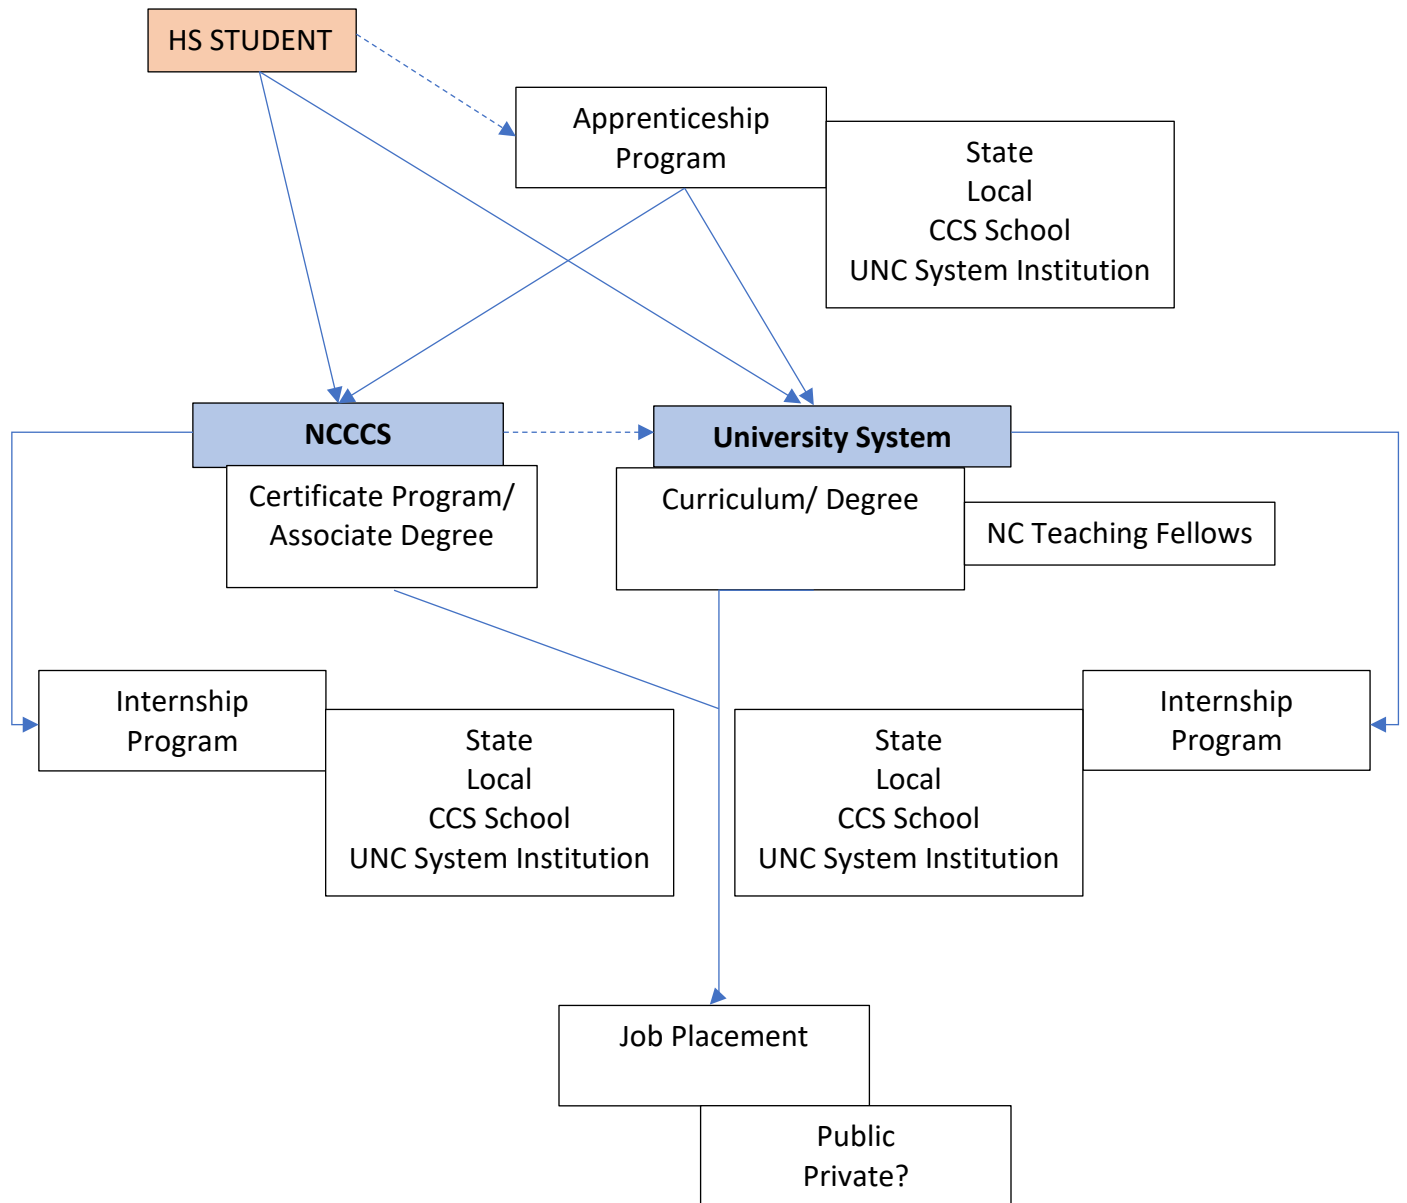 HS STUDENT
Apprenticeship
Program
State
Local
CCS School
UNC System Institution
NCCCS
University System
Certificate Program/
Associate Degree
Curriculum/ Degree
NC Teaching Fellows
Internship
Program
State
Local
CCS School
UNC System Institution
State
Local
CCS School
UNC System Institution
Internship
Program
Job Placement
Public
Private?